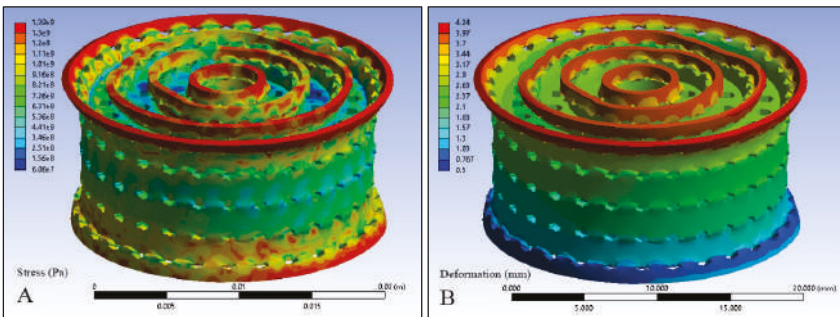 1.39e9
1.3e9
1.2e9
1.11e9
1.01e9
9.16e8
8.21e8
7.26e8
6.31e8
5.36e8
4.41e8
3.46e8
2.51e8
1.56e8
6.06e7
Stress (Pa)
A
0
0.01
0.02 (m)
0.005
0.015
4.24
3.97
3.7
3.44
3.17
2.9
2.63
2.37
2.1
1.83
1.57
1.3
1.03
0.767
0.5
Deformation (mm)
B
0.000
10.000
20.000 (mm)
5.000
15.000